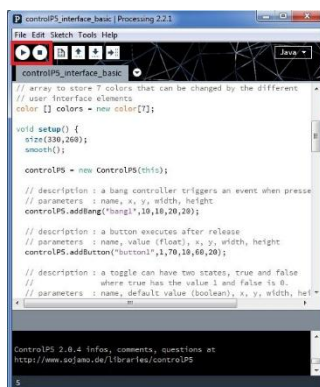 controlP5_interface_basic | Processing 2.2.1
File Edit Sketch Tools Help
Java
controlP5_interface_basic
// array to store 7 colors that can be changed by the different
// user interface elements
color [] colors = new color[7];
void setup() {
size(330,260);
smooth();
controlP5 = new ControlP5(this);
// description : a bang controller triggers an event when presse
// parameters : name, x, y, width, height
controlP5.addBang("bang1",10,10,20,20);
// description : a button executes after release
// parameters : name, value (float), x, y, width, height
controlP5.addButton("button1",1,70,10,60,20);
// description : a toggle can have two states, true and false
// where true has the value 1 and false is 0.
// parameters : name, default value (boolean), x, y, width, hei
ControlP5 2.0.4 infos, comments, questions at
http://www.sojamo.de/libraries/controlP5
5